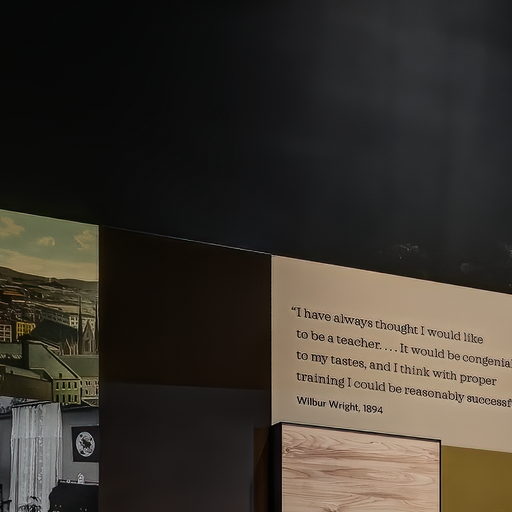 “I have always thought I would like
to be a teacher. . . . It would be congenial
to my tastes, and I think with proper
training I could be reasonably successf
Wilbur Wright, 1894